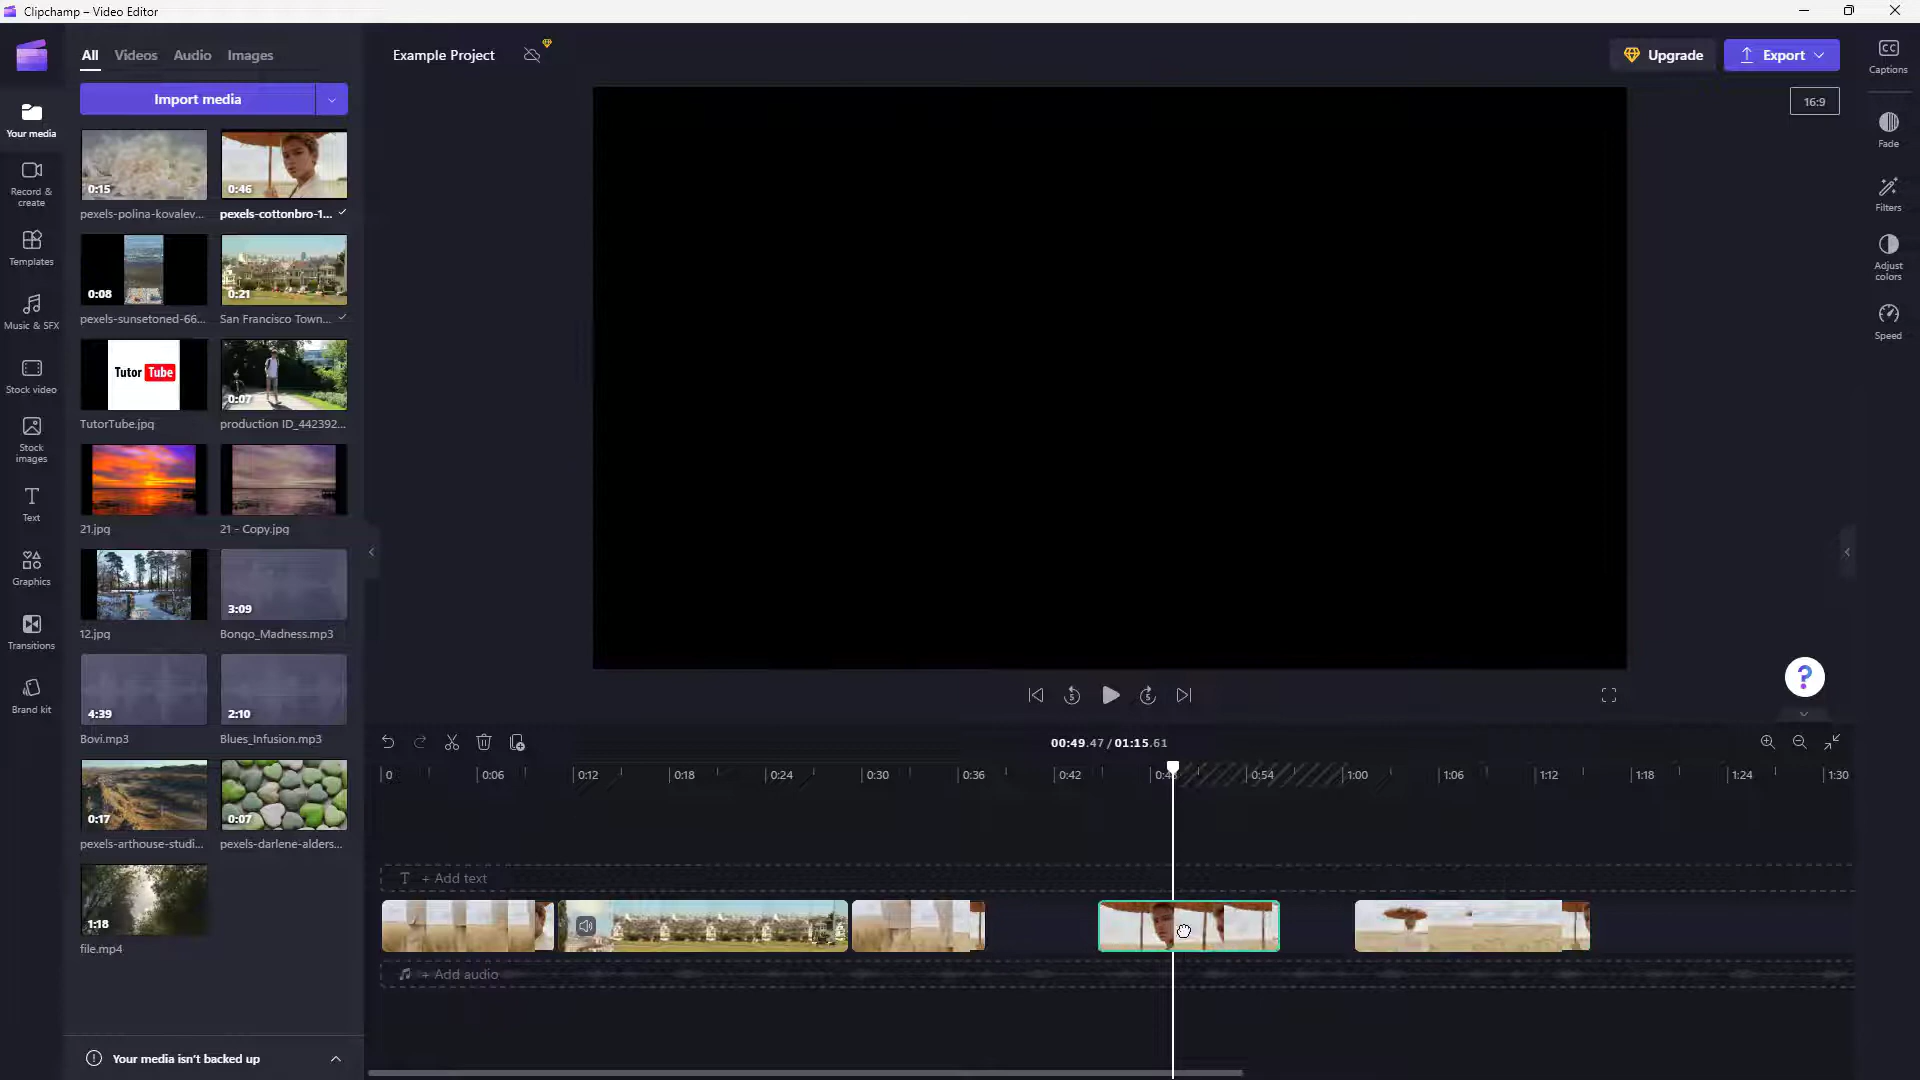 Clipchamp – Video Editor
All Videos Audio Images
Import media
Example Project
Upgrade
Export
16:9
Captions
Fade
Filters
Adjust
colors
Speed
Your media
Record &
create
Templates
Music & SFX
Stock video
Stock
images
Text
Graphics
Transitions
Brand kit
0:15
0:46
pexels-polina-kovalev...
pexels-cottonbro-1...
0:08
0:21
pexels-sunsetoned-66...
San Francisco Town...
Tutor Tube
0:07
TutorTube.jpg
production ID_442392...
21.jpg
21 - Copy.jpg
3:09
12.jpg
Bongo_Madness.mp3
4:39
2:10
Bovi.mp3
Blues_Infusion.mp3
0:17
0:07
pexels-arthouse-studi...
pexels-darlene-alders...
1:18
file.mp4
Your media isn't backed up
?
5
5
00:49.47 / 01:15.61
0 0:06 0:12 0:18 0:24 0:30 0:36 0:42 0:48 0:54 1:00 1:06 1:12 1:18 1:24 1:30
T + Add text
+ Add audio